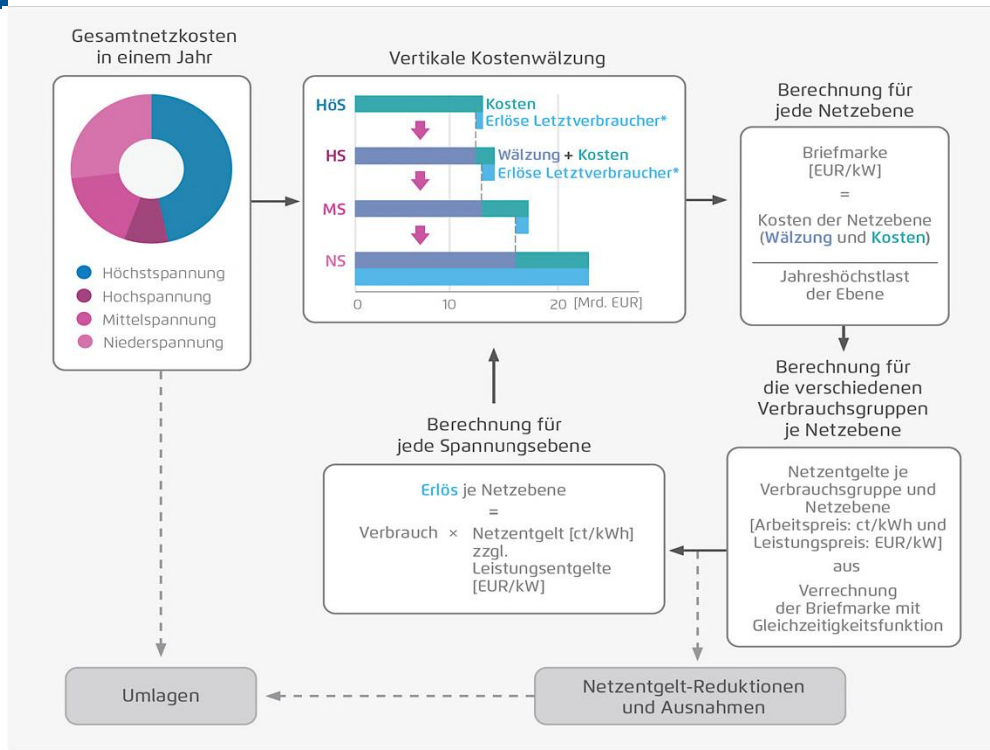 Gesamtnetzkosten
in einem Jahr
Höchstspannung
Hochspannung
Mittelspannung
Niederspannung
Vertikale Kostenwälzung
HöS
Kosten
Erlöse Letztverbraucher*
HS
Wälzung + Kosten
Erlöse Letztverbraucher*
MS
NS
0 10 20 [Mrd. EUR]
Berechnung für
jede Netzebene
Briefmarke
[EUR/kW]
=
Kosten der Netzebene
(Wälzung und Kosten)
Jahreshöchstlast
der Ebene
Berechnung für
die verschiedenen
Verbrauchsgruppen
je Netzebene
Netzentgelte je
Verbrauchsgruppe und
Netzebene
[Arbeitspreis: ct/kWh und
Leistungspreis: EUR/kW]
aus
Verrechnung
der Briefmarke mit
Gleichzeitigkeitsfunktion
Berechnung für
jede Spannungsebene
Erlös je Netzebene
=
Verbrauch × Netzentgelt [ct/kWh]
zzgl.
Leistungsentgelte
[EUR/kW]
Umlagen
Netzentgelt-Reduktionen
und Ausnahmen